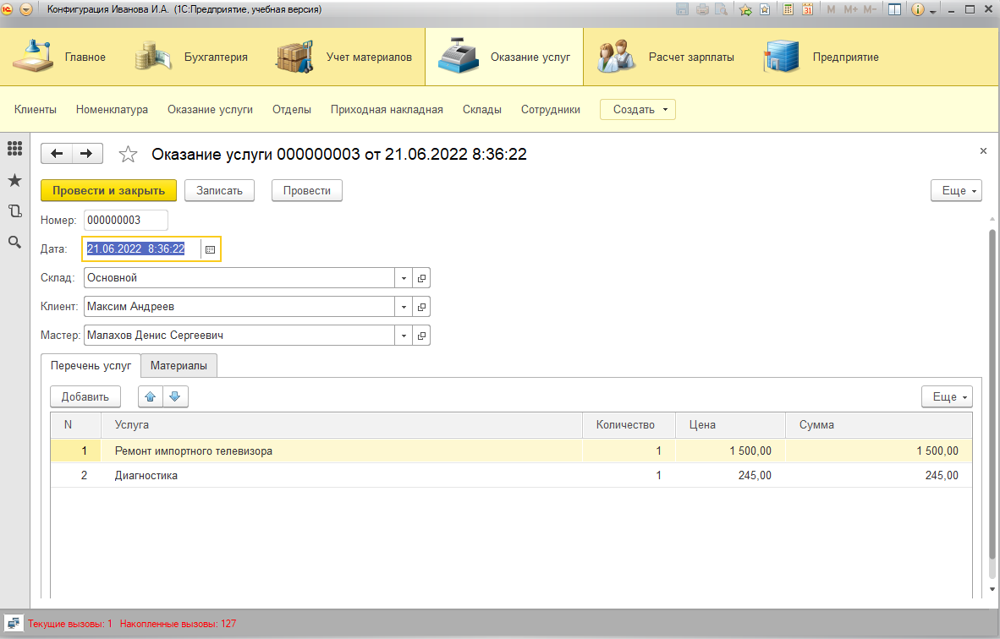 Конфигурация Иванова И.А. (1С:Предприятие, учебная версия) 31 M M+ M-
Главное Бухгалтерия Учет материалов Оказание услуг Расчет зарплаты Предприятие
Клиенты Номенклатура Оказание услуги Отделы Приходная накладная Склады Сотрудники Создать
Оказание услуги 000000003 от 21.06.2022 8:36:22
Провести и закрыть Записать Провести Еще
Номер: 000000003
Дата: 21.06.2022 8:36:22
Склад: Основной
Клиент: Максим Андреев
Мастер: Малахов Денис Сергеевич
Перечень услуг Материалы
Добавить Еще
N Услуга Количество Цена Сумма
1 Ремонт импортного телевизора 1 1 500,00 1 500,00
2 Диагностика 1 245,00 245,00
Текущие вызовы: 1 Накопленные вызовы: 127